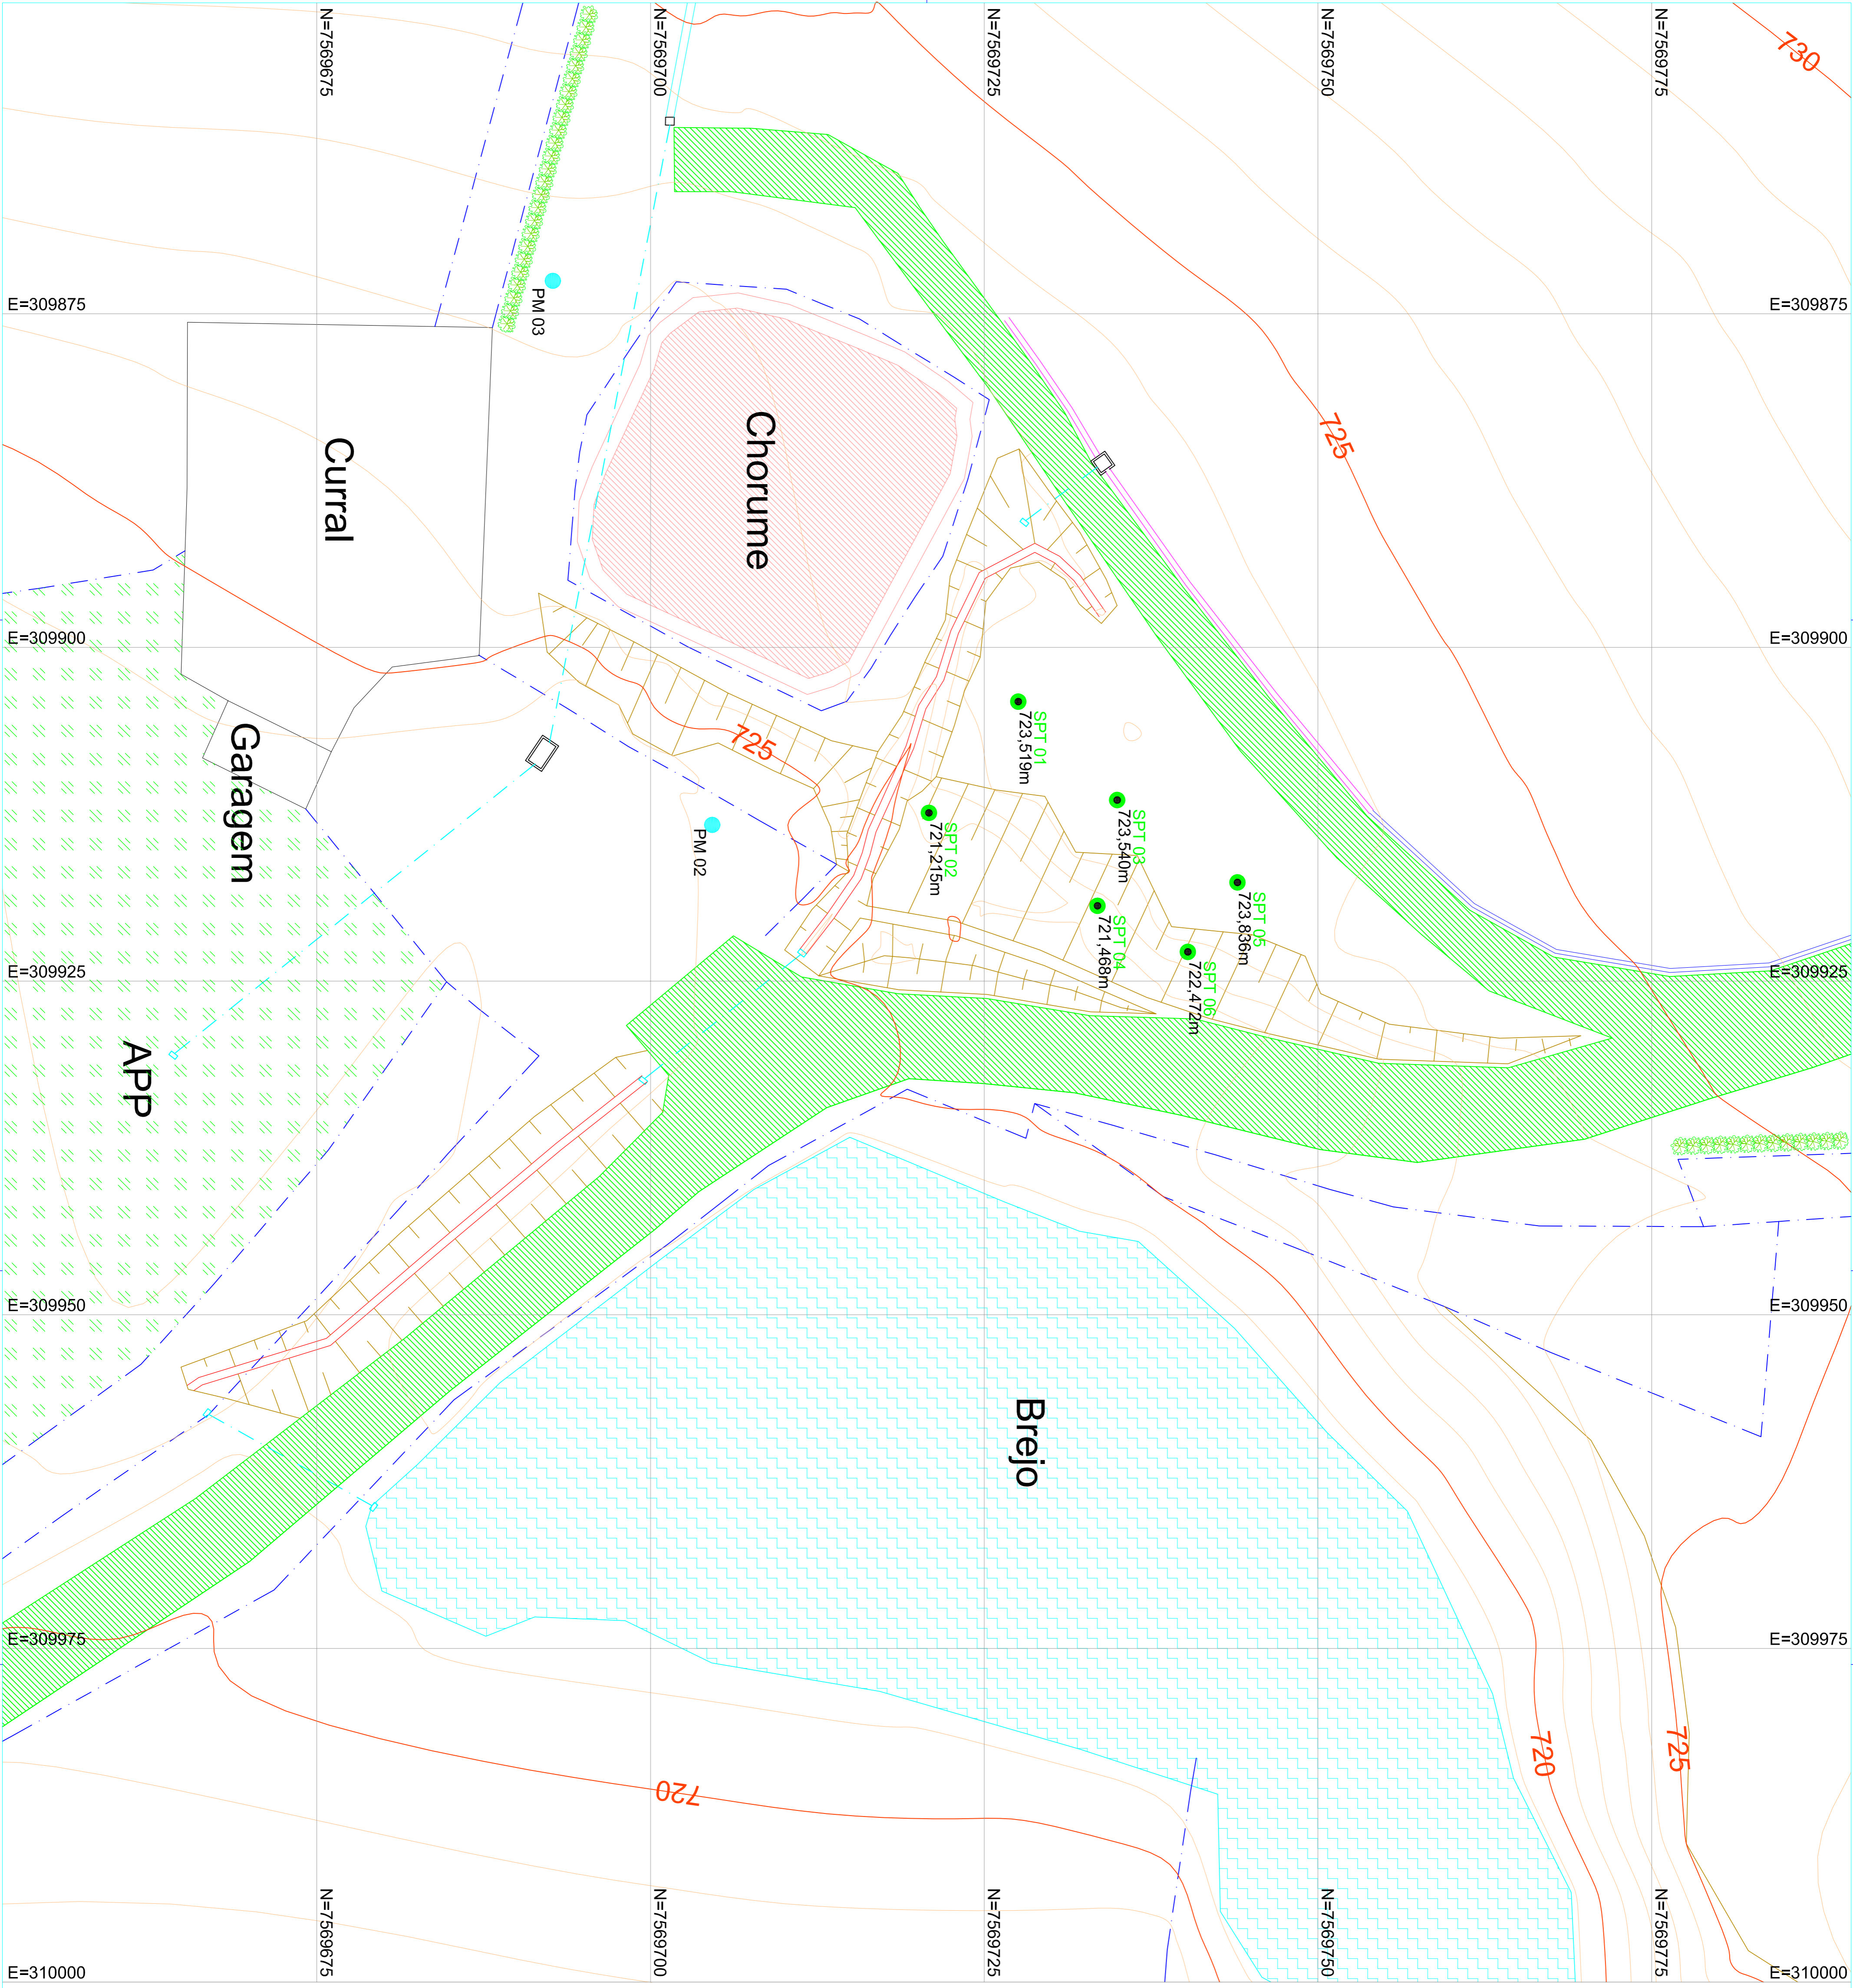 N=7569675
N=7569700
N=7569725
N=7569750
N=7569775
730
E=309875
E=309875
PM 03
725
Curral
Chorume
E=309900
E=309900
SPT 01
723,519m
725
Garagem
PM 02
SPT 02
721,215m
SPT 03
723,540m
SPT 05
723,836m
SPT 04
721,468m
SPT 06
722,472m
E=309925
E=309925
APP
E=309950
E=309950
Brejo
E=309975
E=309975
720
720
725
N=7569675
N=7569700
N=7569725
N=7569750
N=7569775
E=310000
E=310000